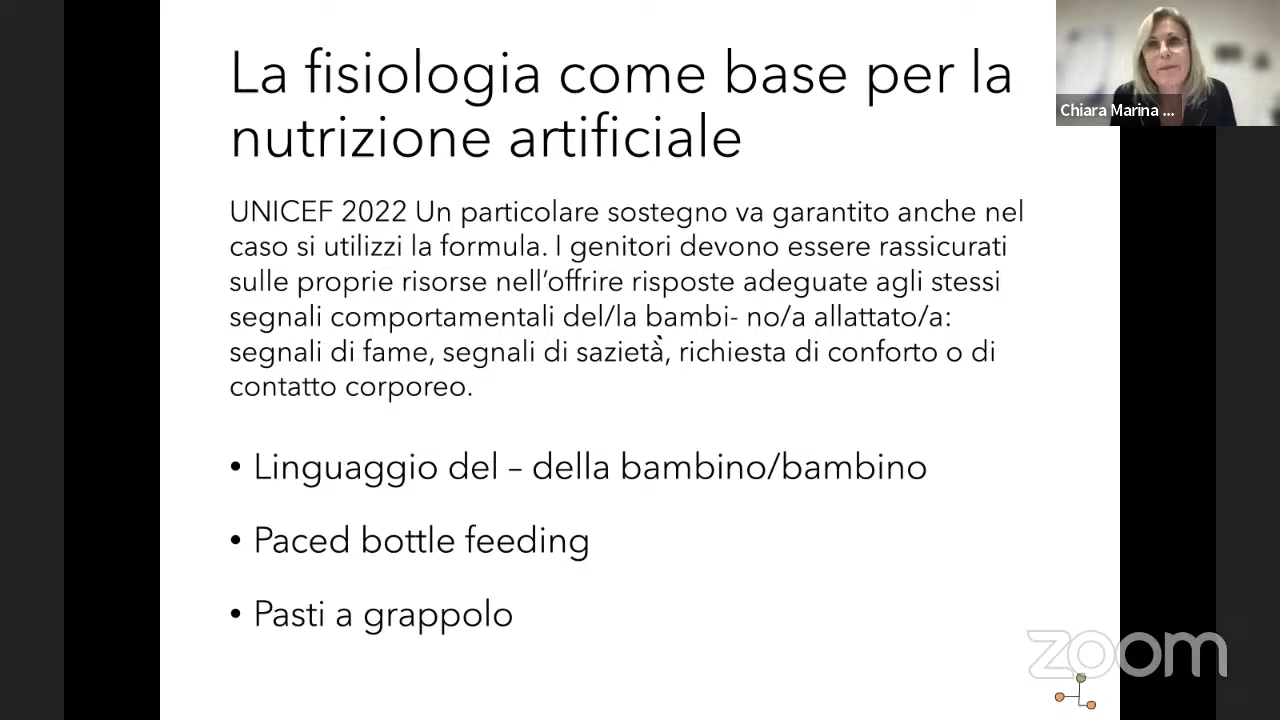 La fisiologia come base per la
nutrizione artificiale
UNICEF 2022 Un particolare sostegno va garantito anche nel
caso si utilizzi la formula. I genitori devono essere rassicurati
sulle proprie risorse nell’offrire risposte adeguate agli stessi
segnali comportamentali del/la bambi- no/a allattato/a:
segnali di fame, segnali di sazietà, richiesta di conforto o di
contatto corporeo.
• Linguaggio del – della bambino/bambino
• Paced bottle feeding
• Pasti a grappolo
Chiara Marina ...
zoom